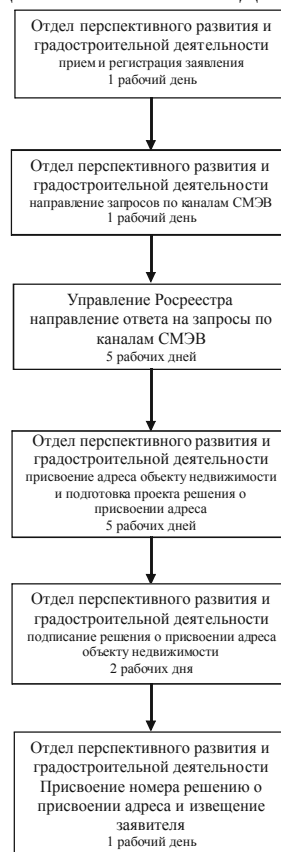 Отдел перспективного развития и
градостроительной деятельности
прием и регистрация заявления
1 рабочий день
Отдел перспективного развития и
градостроительной деятельности
направление запросов по каналам СМЭВ
1 рабочий день
Управление Росреестра
направление ответа на запросы по
каналам СМЭВ
5 рабочих дней
Отдел перспективного развития и
градостроительной деятельности
присвоение адреса объекту недвижимости
и подготовка проекта решения о
присвоении адреса
5 рабочих дней
Отдел перспективного развития и
градостроительной деятельности
подписание решения о присвоении адреса
объекту недвижимости
2 рабочих дня
Отдел перспективного развития и
градостроительной деятельности
Присвоение номера решению о
присвоении адреса и извещение
заявителя
1 рабочий день